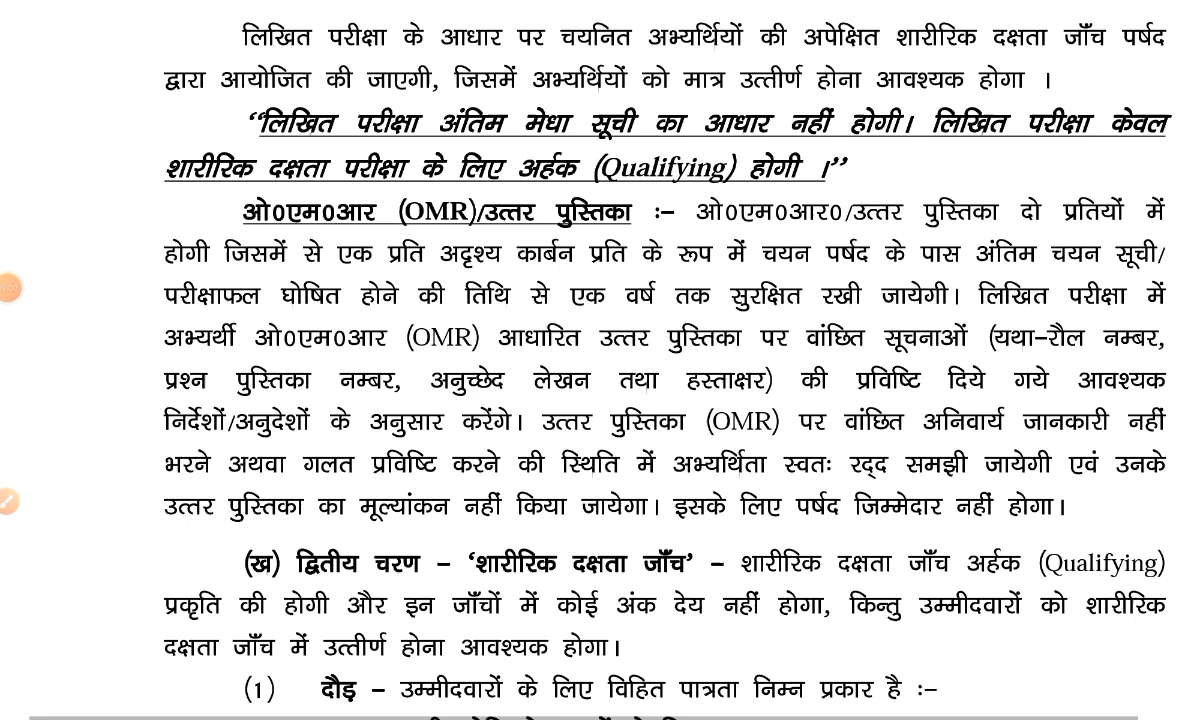 लिखित परीक्षा के आधार पर चयनित अभ्यर्थियों की अपेक्षित शारीरिक दक्षता जाँच पर्षद
द्वारा आयोजित की जाएगी, जिसमें अभ्यर्थियों को मात्र उत्तीर्ण होना आवश्यक होगा ।
“लिखित परीक्षा अंतिम मेधा सूची का आधार नहीं होगी। लिखित परीक्षा केवल
शारीरिक दक्षता परीक्षा के लिए अर्हक (Qualifying) होगी ।”
ओ0एम0आर (OMR)/उत्तर पुस्तिका :– ओ0एम0आर0/उत्तर पुस्तिका दो प्रतियों में
होगी जिसमें से एक प्रति अदृश्य कार्बन प्रति के रूप में चयन पर्षद के पास अंतिम चयन सूची/
परीक्षाफल घोषित होने की तिथि से एक वर्ष तक सुरक्षित रखी जायेगी। लिखित परीक्षा में
अभ्यर्थी ओ0एम0आर (OMR) आधारित उत्तर पुस्तिका पर वांछित सूचनाओं (यथा–रौल नम्बर,
प्रश्न पुस्तिका नम्बर, अनुच्छेद लेखन तथा हस्ताक्षर) की प्रविष्टि दिये गये आवश्यक
निर्देशों/अनुदेशों के अनुसार करेंगे। उत्तर पुस्तिका (OMR) पर वांछित अनिवार्य जानकारी नहीं
भरने अथवा गलत प्रविष्टि करने की स्थिति में अभ्यर्थिता स्वतः रद्द समझी जायेगी एवं उनके
उत्तर पुस्तिका का मूल्यांकन नहीं किया जायेगा। इसके लिए पर्षद जिम्मेदार नहीं होगा।
(ख) द्वितीय चरण – ‘शारीरिक दक्षता जाँच’ – शारीरिक दक्षता जाँच अर्हक (Qualifying)
प्रकृति की होगी और इन जाँचों में कोई अंक देय नहीं होगा, किन्तु उम्मीदवारों को शारीरिक
दक्षता जाँच में उत्तीर्ण होना आवश्यक होगा।
(1) दौड़ – उम्मीदवारों के लिए विहित पात्रता निम्न प्रकार है :–